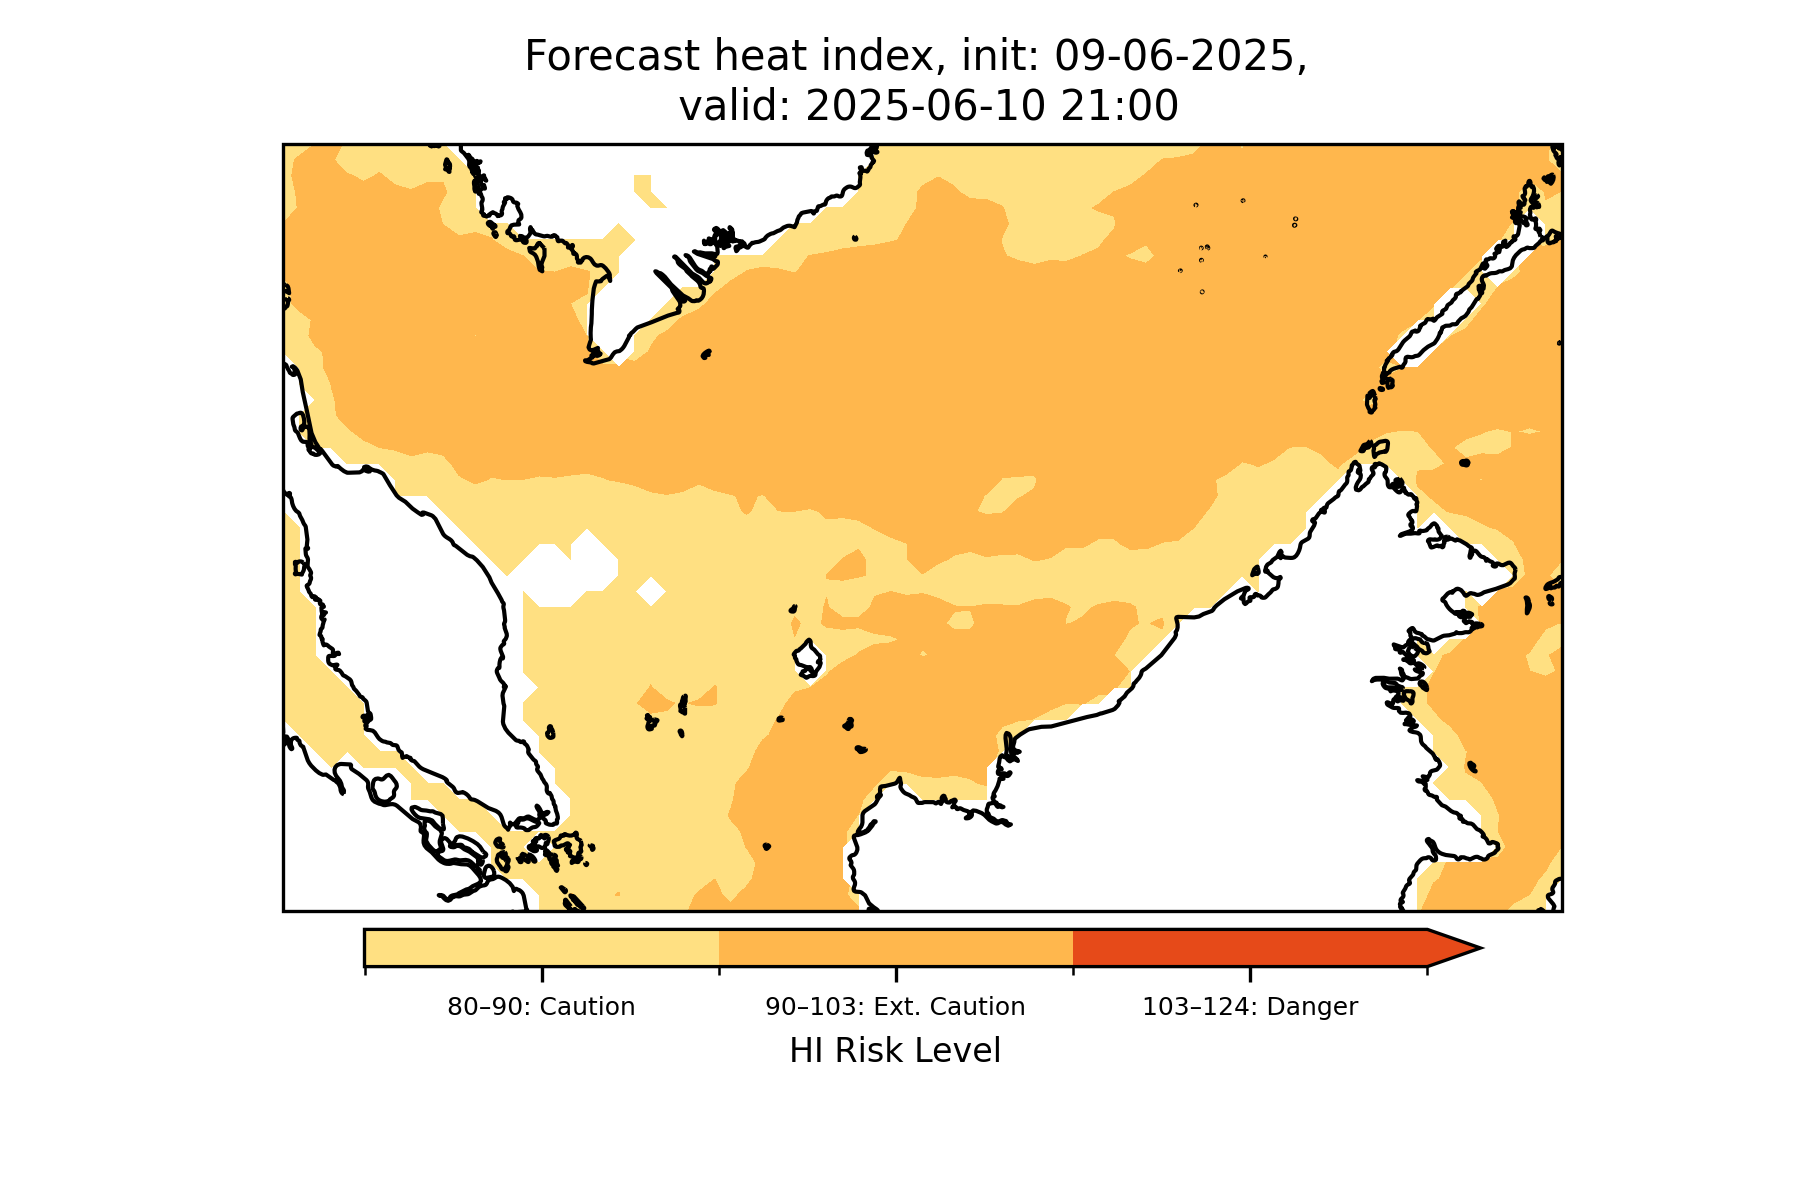 Forecast heat index, init: 09-06-2025,
valid: 2025-06-10 21:00
80–90: Caution
90–103: Ext. Caution
103–124: Danger
HI Risk Level